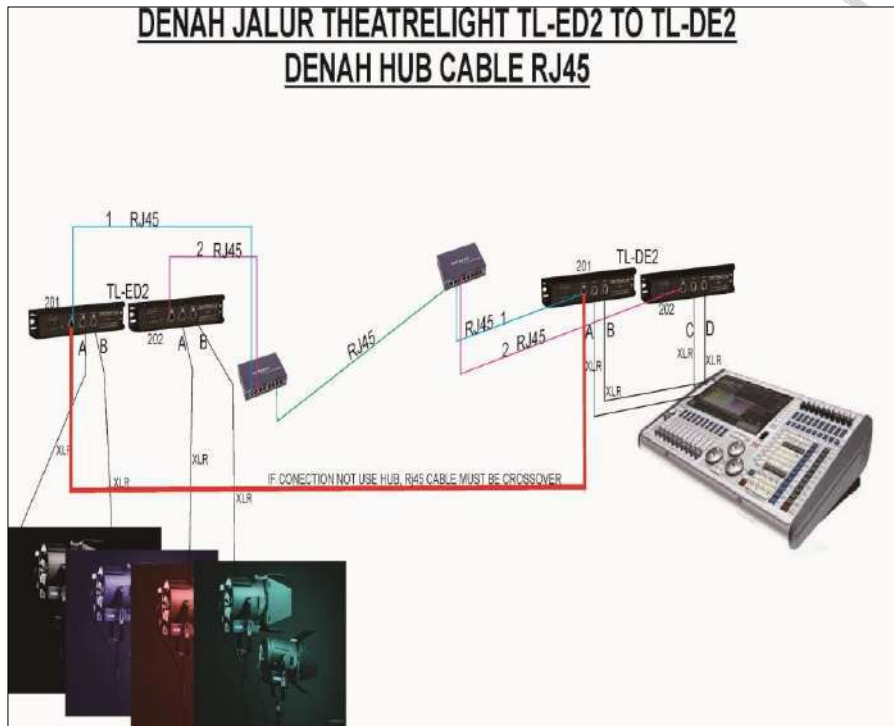 DENAH JALUR THEATRELIGHT TL-ED2 TO TL-DE2
DENAH HUB CABLE RJ45
1 RJ45
2 RJ45
TL-ED2
201
202
A
B
A
B
RJ45
RJ45 1
2 RJ45
TL-DE2
201
202
A
B
C
D
XLR
XLR
XLR
XLR
XLR
XLR
XLR
XLR
IF CONECTION NOT USE HUB, Rj45 CABLE MUST BE CROSSOVER